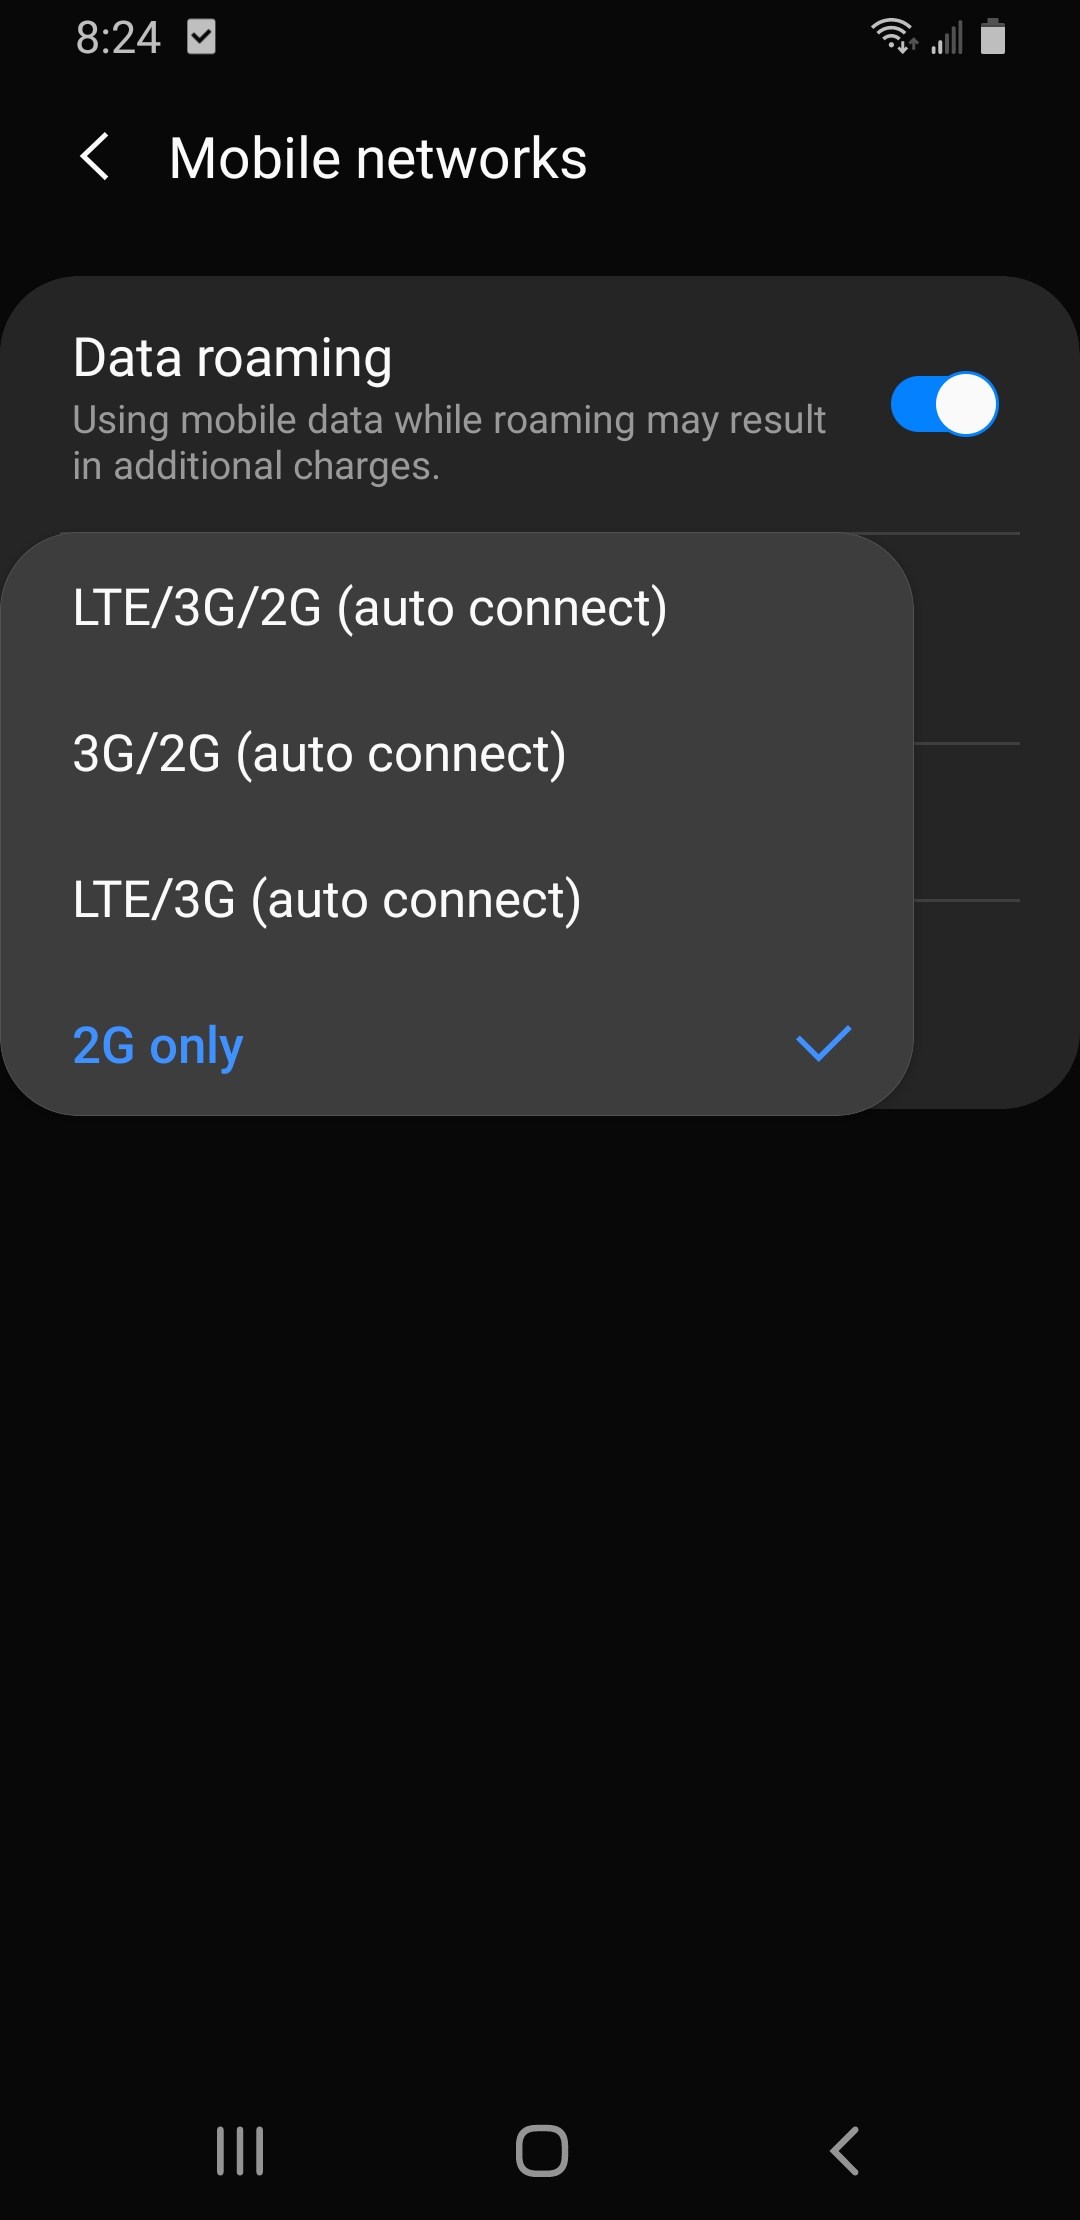 8:24
Mobile networks
Data roaming
Using mobile data while roaming may result
in additional charges.
LTE/3G/2G (auto connect)
3G/2G (auto connect)
LTE/3G (auto connect)
2G only